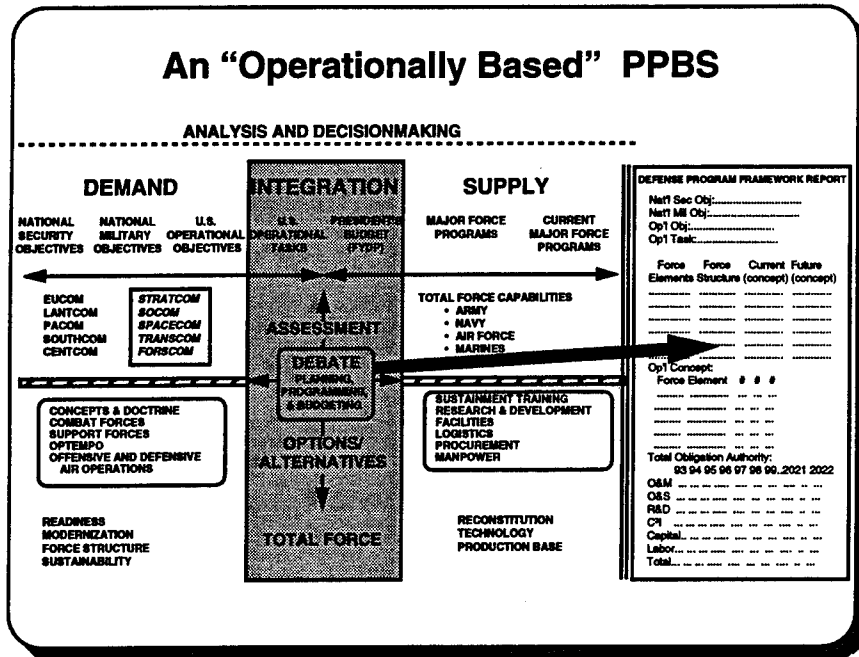 An “Operationally Based” PPBS
ANALYSIS AND DECISIONMAKING
DEMAND
NATIONAL SECURITY OBJECTIVES
NATIONAL MILITARY OBJECTIVES
U.S. OPERATIONAL OBJECTIVES
EUCOM
LANTCOM
PACOM
SOUTHCOM
CENTCOM
STRATCOM
SOCOM
SPACECOM
TRANSCOM
FORSCOM
CONCEPTS & DOCTRINE
COMBAT FORCES
SUPPORT FORCES
OPTEMPO
OFFENSIVE AND DEFENSIVE
AIR OPERATIONS
READINESS
MODERNIZATION
FORCE STRUCTURE
SUSTAINABILITY
INTEGRATION
U.S. OPERATIONAL TASKS
PRESIDENT'S BUDGET (FYDP)
ASSESSMENT
DEBATE
PLANNING,
PROGRAMMING,
& BUDGETING
OPTIONS/
ALTERNATIVES
TOTAL FORCE
SUPPLY
MAJOR FORCE PROGRAMS
CURRENT MAJOR FORCE PROGRAMS
TOTAL FORCE CAPABILITIES
• ARMY
• NAVY
• AIR FORCE
• MARINES
SUSTAINMENT TRAINING
RESEARCH & DEVELOPMENT
FACILITIES
LOGISTICS
PROCUREMENT
MANPOWER
RECONSTITUTION
TECHNOLOGY
PRODUCTION BASE
DEFENSE PROGRAM FRAMEWORK REPORT
Nat'l Sec Obj:
Nat'l Mil Obj:
Op'l Obj:
Op'l Task:
Force Force Current Future
Elements Structure (concept) (concept)
Op'l Concept:
Force Element # # #
Total Obligation Authority:
93 94 95 96 97 98 99..2021 2022
O&M
O&S
R&D
C³I
Capital
Labor
Total